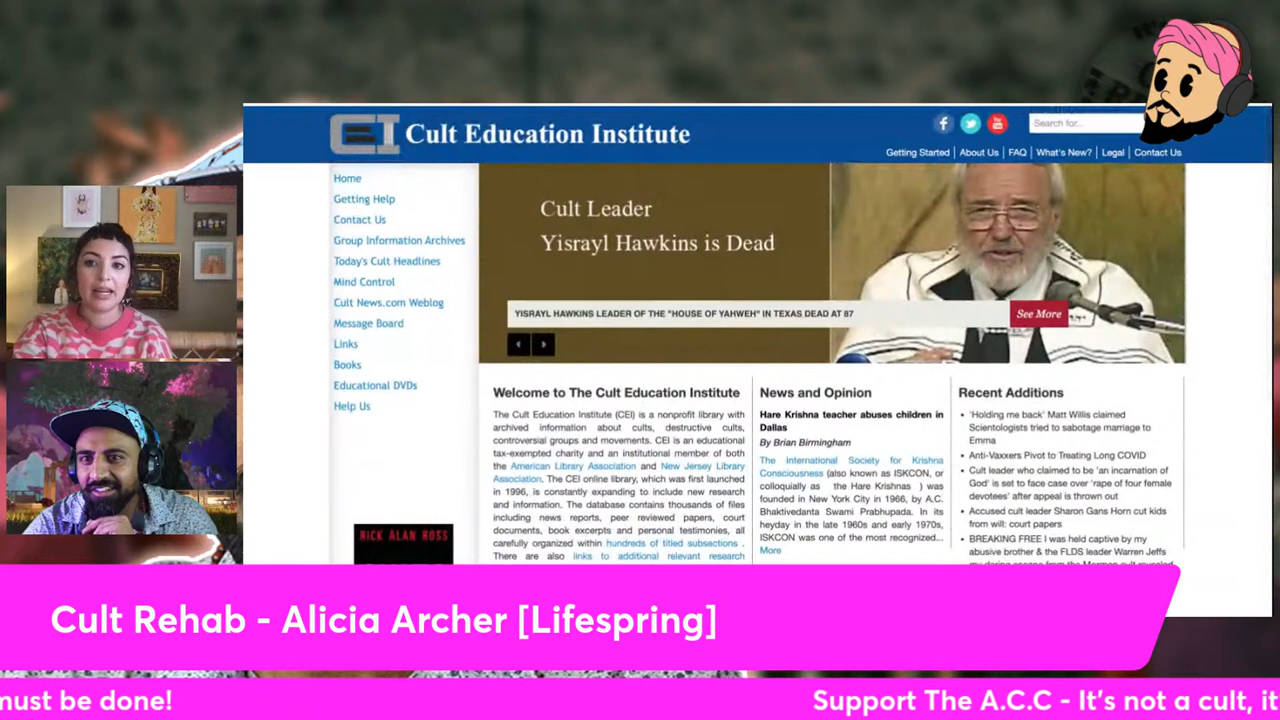 CEI Cult Education Institute
Search for...
Getting Started | About Us | FAQ | What's New? | Legal | Contact Us
Home
Getting Help
Contact Us
Group Information Archives
Today's Cult Headlines
Mind Control
Cult News.com Weblog
Message Board
Links
Books
Educational DVDs
Help Us
RICK ALAN ROSS
Cult Leader
Yisrayl Hawkins is Dead
YISRAYL HAWKINS LEADER OF THE "HOUSE OF YAHWEH" IN TEXAS DEAD AT 87
See More
Welcome to The Cult Education Institute
The Cult Education Institute (CEI) is a nonprofit library with
archived information about cults, destructive cults,
controversial groups and movements. CEI is an educational
tax-exempted charity and an institutional member of both
the American Library Association and New Jersey Library
Association. The CEI online library, which was first launched
in 1996, is constantly expanding to include new research
and information. The database contains thousands of files
including news reports, peer reviewed papers, court
documents, book excerpts and personal testimonies, all
carefully organized within hundreds of titled subsections .
There are also links to additional relevant research
News and Opinion
Hare Krishna teacher abuses children in
Dallas
By Brian Birmingham
The International Society for Krishna
Consciousness (also known as ISKCON, or
colloquially as the Hare Krishnas ) was
founded in New York City in 1966, by A.C.
Bhaktivedanta Swami Prabhupada. In its
heyday in the late 1960s and early 1970s,
ISKCON was one of the most recognized...
More
Recent Additions
• 'Holding me back' Matt Willis claimed
Scientologists tried to sabotage marriage to
Emma
• Anti-Vaxxers Pivot to Treating Long COVID
• Cult leader who claimed to be 'an incarnation of
God' is set to face case over 'rape of four female
devotees' after appeal is thrown out
• Accused cult leader Sharon Gans Horn cut kids
from will: court papers
• BREAKING FREE I was held captive by my
abusive brother & the FLDS leader Warren Jeffs
Cult Rehab - Alicia Archer [Lifespring]
must be done!
Support The A.C.C - It's not a cult, it